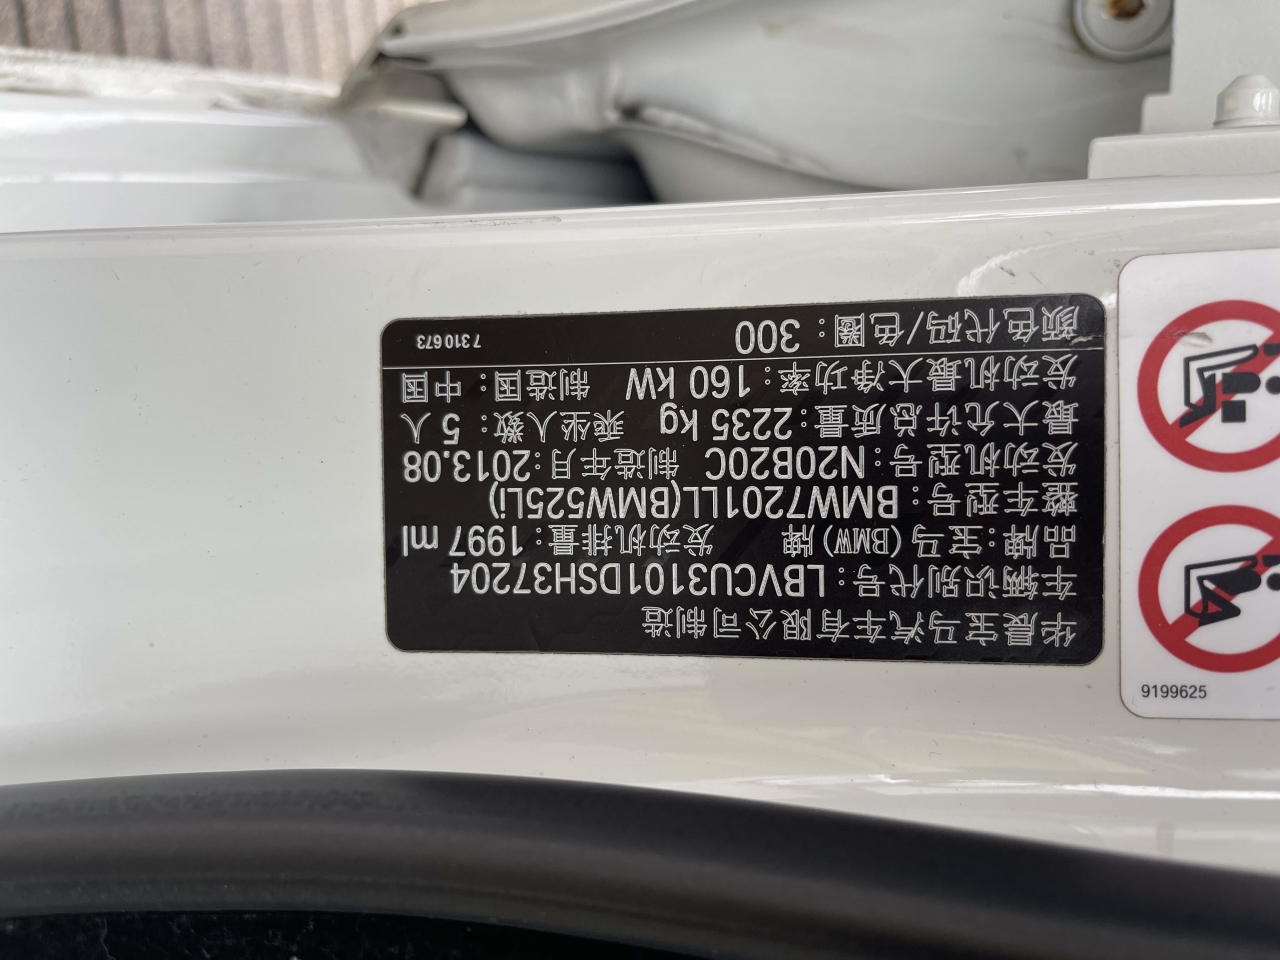 华晨宝马汽车有限公司制造
车辆识别代号：LBVCU3101DSH37204
品牌：宝马(BMW)牌 发动机排量：1997 ml
整车型号：BMW7201LL(BMW525Li)
发动机型号：N20B20C 制造年月：2013.08
最大允许总质量：2235 kg 乘坐人数：5 人
发动机最大净功率：160 kW 制造国：中国
颜色代码/色圈：300 7310673
9199625